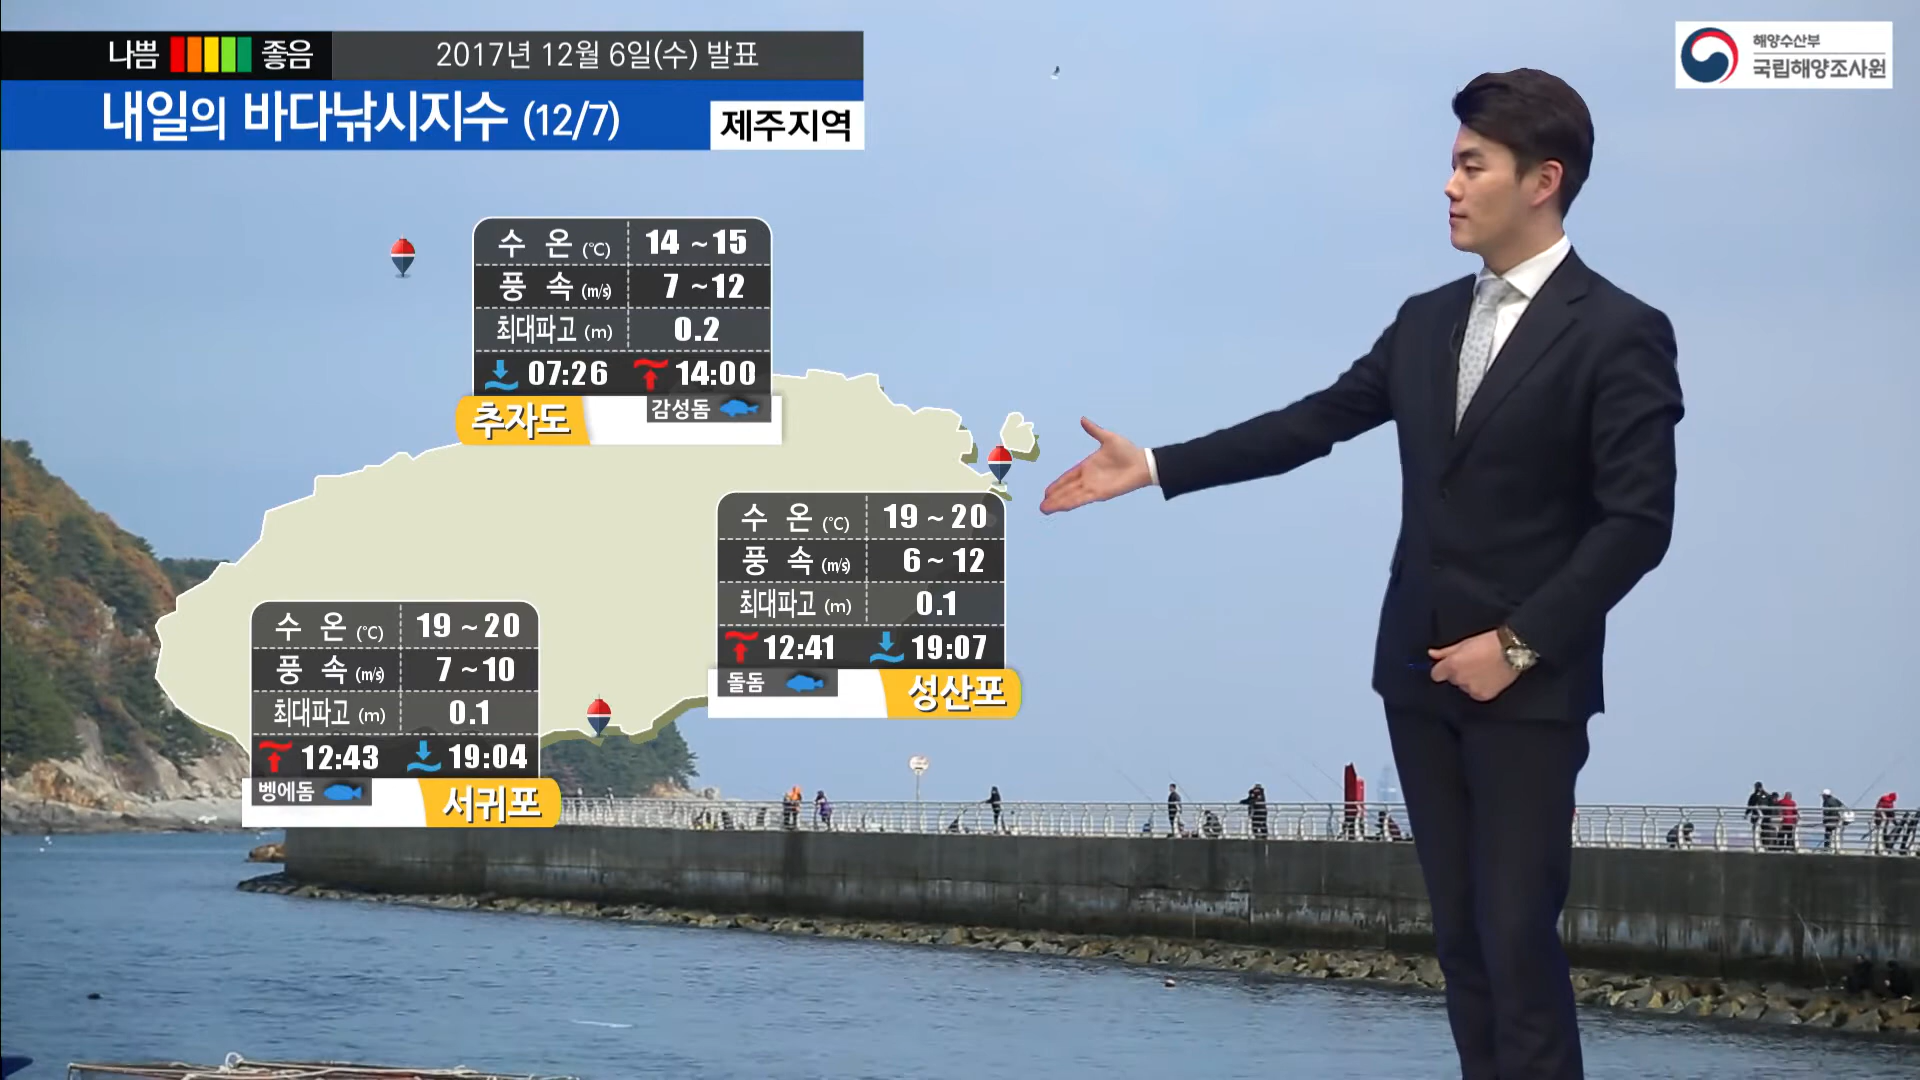 나쁨 좋음 2017년 12월 6일(수) 발표
내일의 바다낚시지수 (12/7)
제주지역
해양수산부
국립해양조사원
수 온 (℃) 14 ~ 15
풍 속 (m/s) 7 ~ 12
최대파고 (m) 0.2
07:26 14:00
추자도 감성돔
수 온 (℃) 19 ~ 20
풍 속 (m/s) 6 ~ 12
최대파고 (m) 0.1
12:41 19:07
돌돔 성산포
수 온 (℃) 19 ~ 20
풍 속 (m/s) 7 ~ 10
최대파고 (m) 0.1
12:43 19:04
벵에돔 서귀포